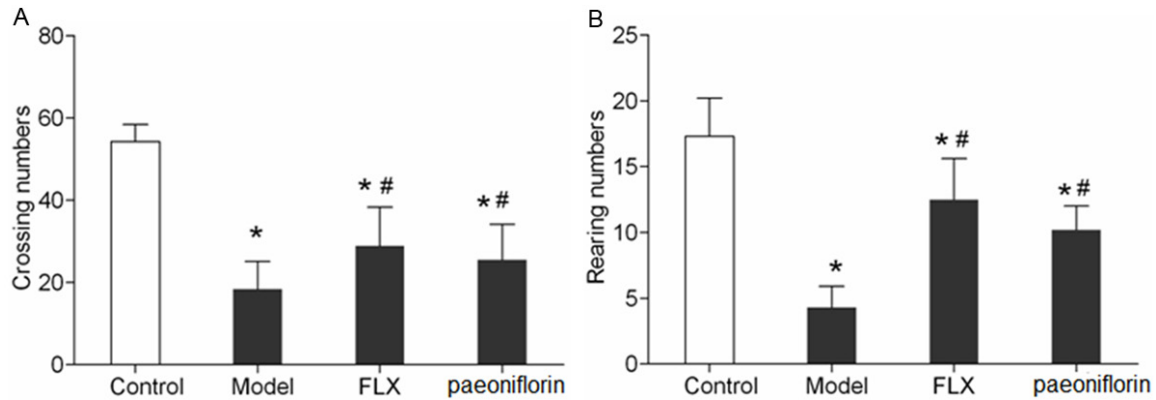 A
Crossing numbers
80
60
40
20
0
*
* #
* #
Control Model FLX paeoniflorin
B
Rearing numbers
25
20
15
10
5
0
*
* #
* #
Control Model FLX paeoniflorin